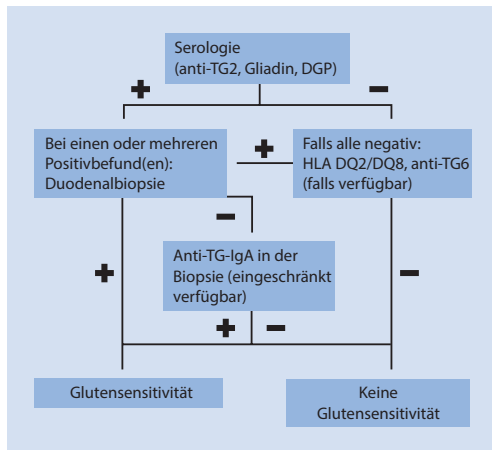 Serologie
(anti-TG2, Gliadin, DGP)
+
−
Bei einen oder mehreren
Positivbefund(en):
Duodenalbiopsie
+
Falls alle negativ:
HLA DQ2/DQ8, anti-TG6
(falls verfügbar)
−
+
Anti-TG-IgA in der
Biopsie (eingeschränkt
verfügbar)
−
+ −
Glutensensitivität
Keine
Glutensensitivität